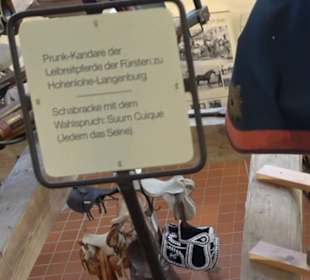 Prunk-Kandare der
Leibreitpferde der Fürsten zu
Hohenlohe-Langenburg
Schabracke mit dem
Wahlspruch: Suum Cuique
(Jedem das Seine)